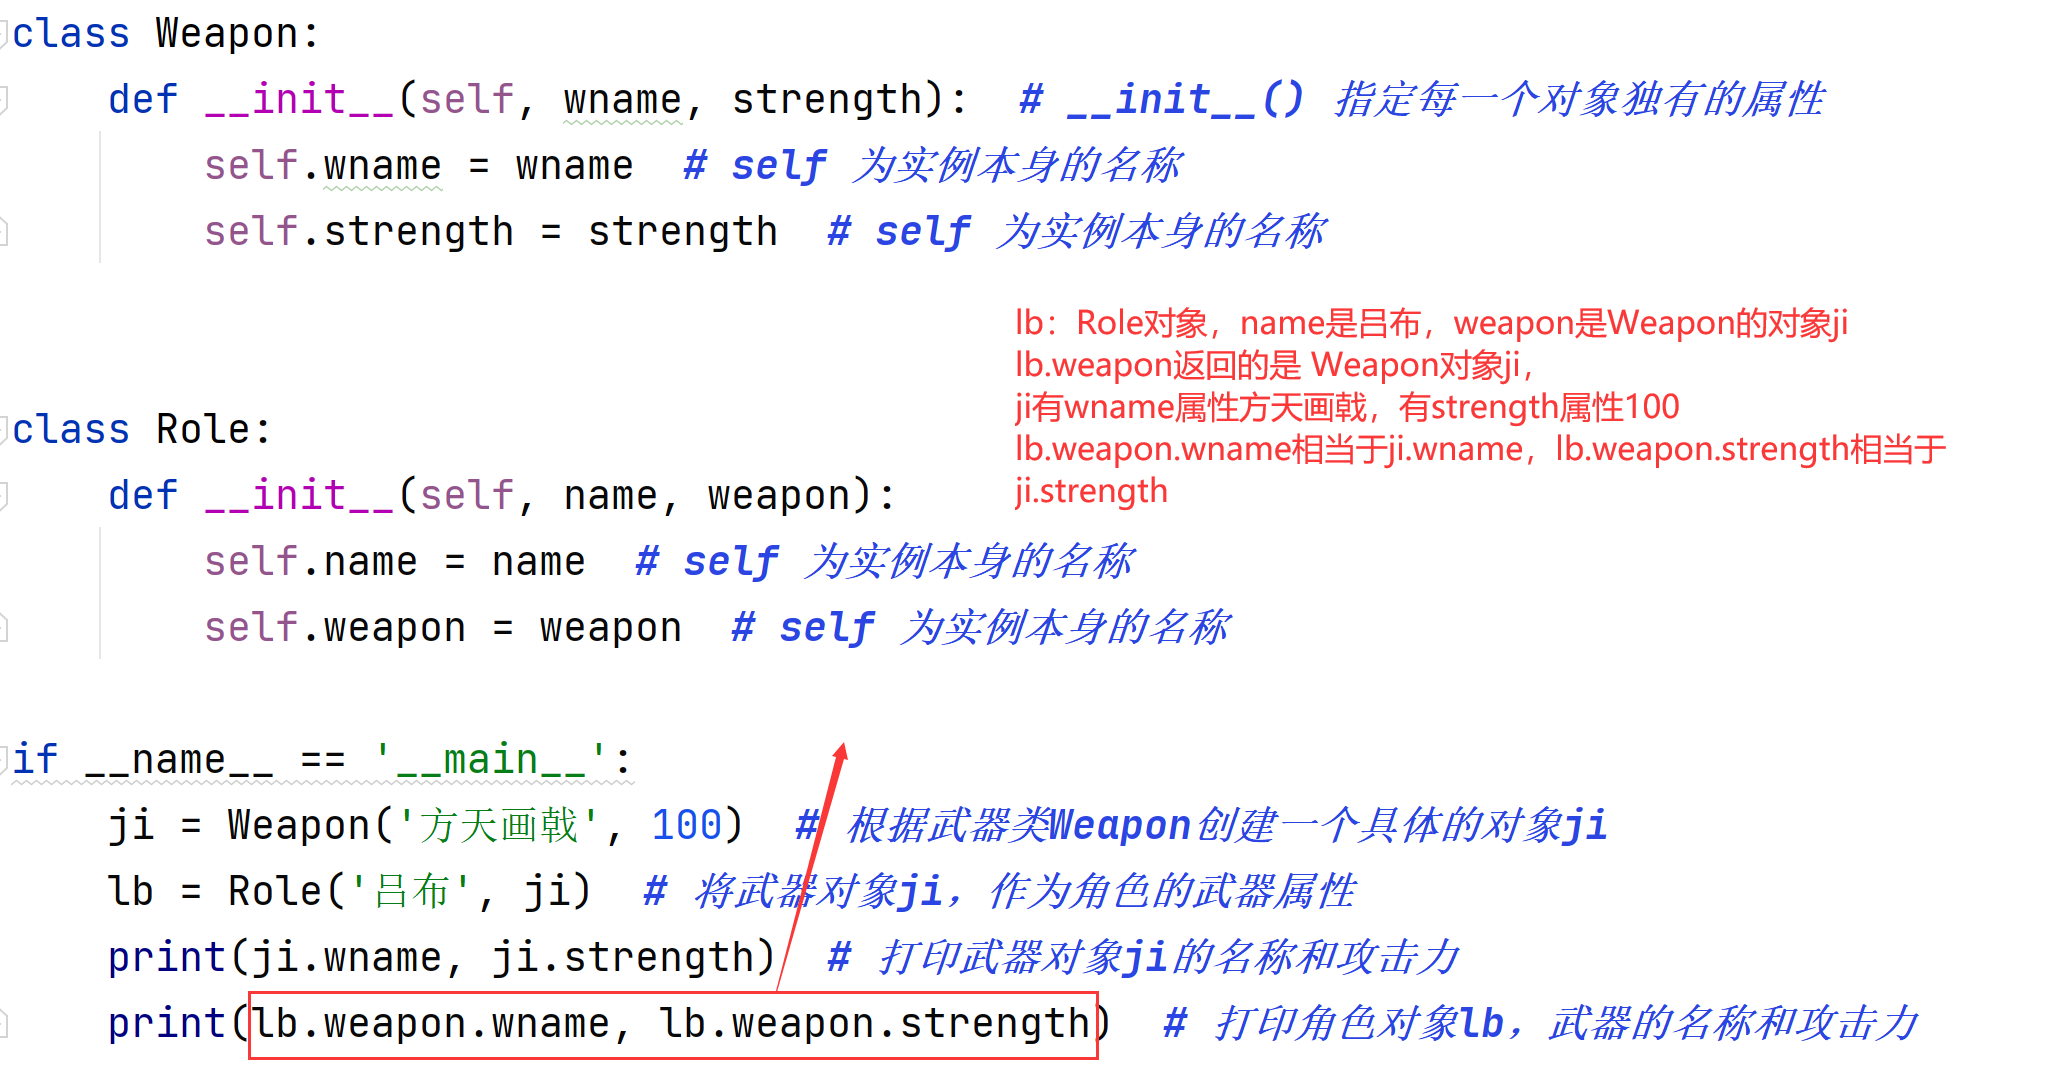 class Weapon:
    def __init__(self, wname, strength):  # __init__() 指定每一个对象独有的属性
        self.wname = wname  # self 为实例本身的名称
        self.strength = strength  # self 为实例本身的名称
lb：Role对象，name是吕布，weapon是Weapon的对象ji
lb.weapon返回的是 Weapon对象ji，
ji有wname属性方天画戟，有strength属性100
lb.weapon.wname相当于ji.wname，lb.weapon.strength相当于
ji.strength
class Role:
    def __init__(self, name, weapon):
        self.name = name  # self 为实例本身的名称
        self.weapon = weapon  # self 为实例本身的名称
if __name__ == '__main__':
    ji = Weapon('方天画戟', 100)  # 根据武器类Weapon创建一个具体的对象ji
    lb = Role('吕布', ji)  # 将武器对象ji，作为角色的武器属性
    print(ji.wname, ji.strength)  # 打印武器对象ji的名称和攻击力
    print(lb.weapon.wname, lb.weapon.strength)  # 打印角色对象lb，武器的名称和攻击力